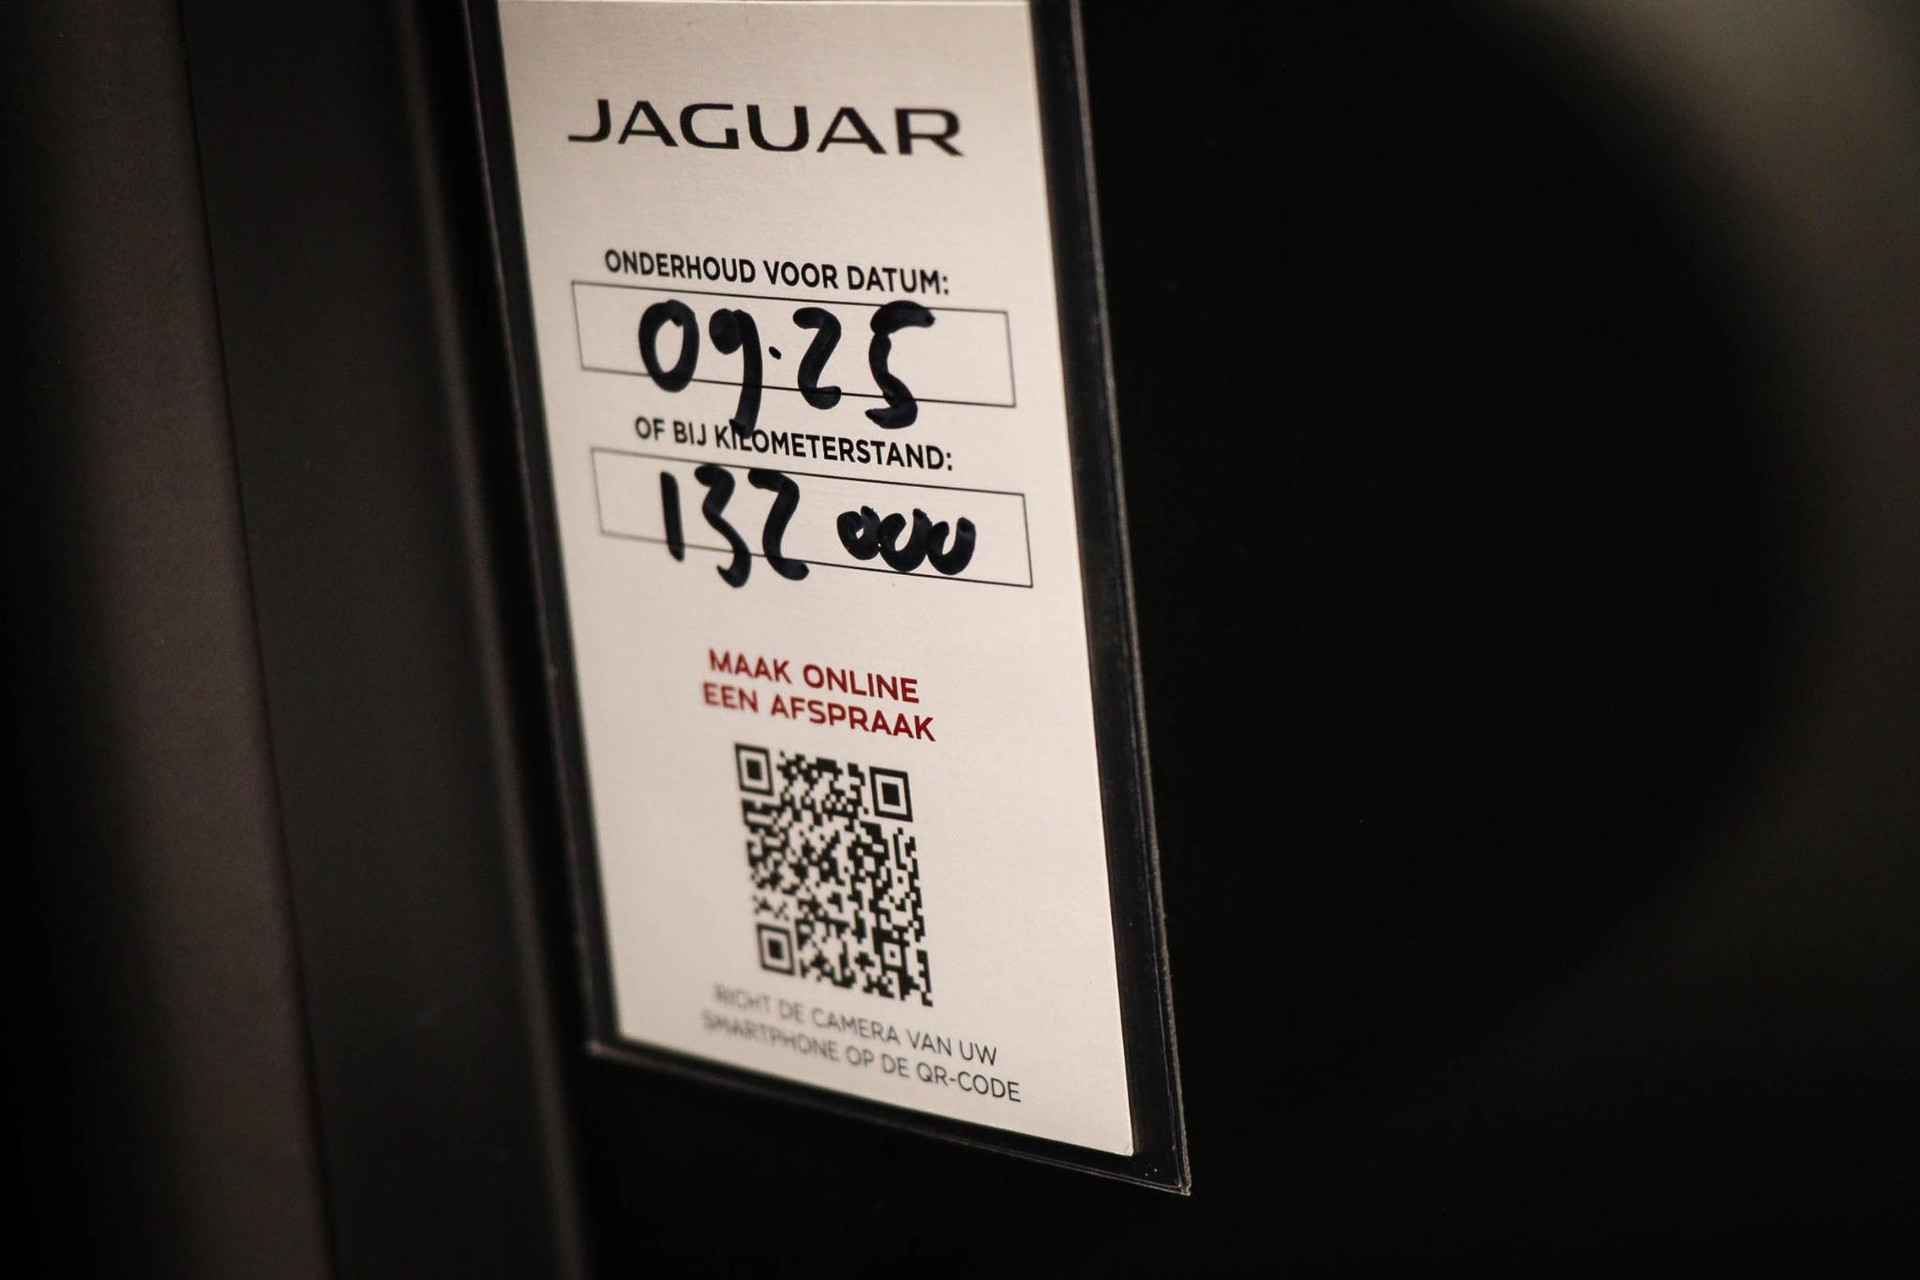 JAGUAR
ONDERHOUD VOOR DATUM:
09.25
OF BIJ KILOMETERSTAND:
132 000
MAAK ONLINE
EEN AFSPRAAK
RICHT DE CAMERA VAN UW
SMARTPHONE OP DE QR-CODE